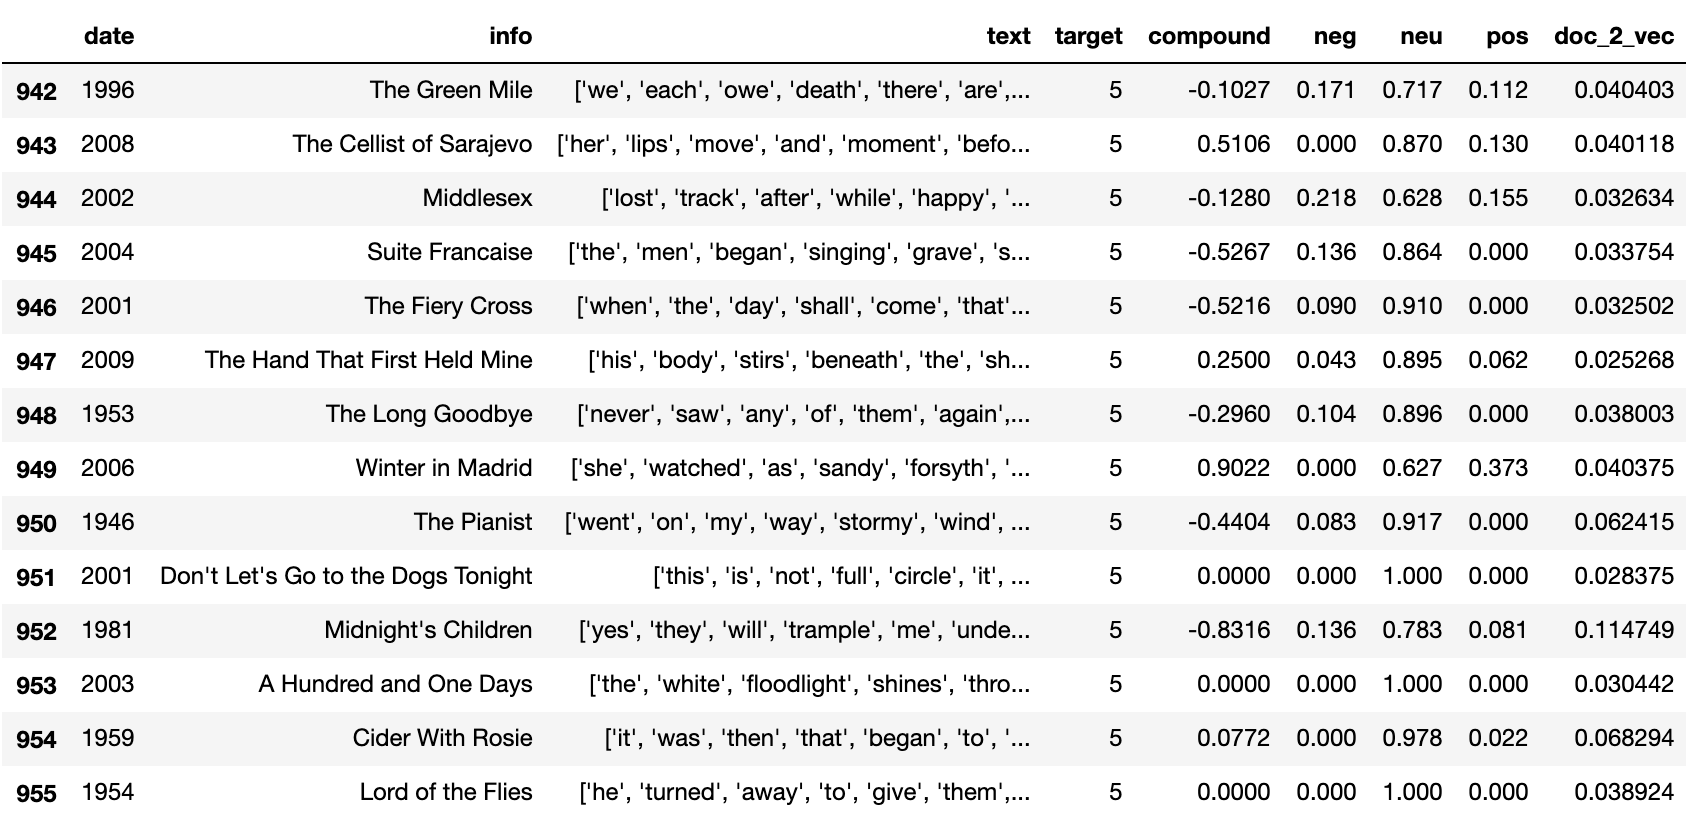 date info text target compound neg neu pos doc_2_vec
942 1996 The Green Mile ['we', 'each', 'owe', 'death', 'there', 'are',... 5 -0.1027 0.171 0.717 0.112 0.040403
943 2008 The Cellist of Sarajevo ['her', 'lips', 'move', 'and', 'moment', 'befo... 5 0.5106 0.000 0.870 0.130 0.040118
944 2002 Middlesex ['lost', 'track', 'after', 'while', 'happy', '... 5 -0.1280 0.218 0.628 0.155 0.032634
945 2004 Suite Francaise ['the', 'men', 'began', 'singing', 'grave', 's... 5 -0.5267 0.136 0.864 0.000 0.033754
946 2001 The Fiery Cross ['when', 'the', 'day', 'shall', 'come', 'that'... 5 -0.5216 0.090 0.910 0.000 0.032502
947 2009 The Hand That First Held Mine ['his', 'body', 'stirs', 'beneath', 'the', 'sh... 5 0.2500 0.043 0.895 0.062 0.025268
948 1953 The Long Goodbye ['never', 'saw', 'any', 'of', 'them', 'again',... 5 -0.2960 0.104 0.896 0.000 0.038003
949 2006 Winter in Madrid ['she', 'watched', 'as', 'sandy', 'forsyth', '... 5 0.9022 0.000 0.627 0.373 0.040375
950 1946 The Pianist ['went', 'on', 'my', 'way', 'stormy', 'wind', ... 5 -0.4404 0.083 0.917 0.000 0.062415
951 2001 Don't Let's Go to the Dogs Tonight ['this', 'is', 'not', 'full', 'circle', 'it', ... 5 0.0000 0.000 1.000 0.000 0.028375
952 1981 Midnight's Children ['yes', 'they', 'will', 'trample', 'me', 'unde... 5 -0.8316 0.136 0.783 0.081 0.114749
953 2003 A Hundred and One Days ['the', 'white', 'floodlight', 'shines', 'thro... 5 0.0000 0.000 1.000 0.000 0.030442
954 1959 Cider With Rosie ['it', 'was', 'then', 'that', 'began', 'to', '... 5 0.0772 0.000 0.978 0.022 0.068294
955 1954 Lord of the Flies ['he', 'turned', 'away', 'to', 'give', 'them',... 5 0.0000 0.000 1.000 0.000 0.038924